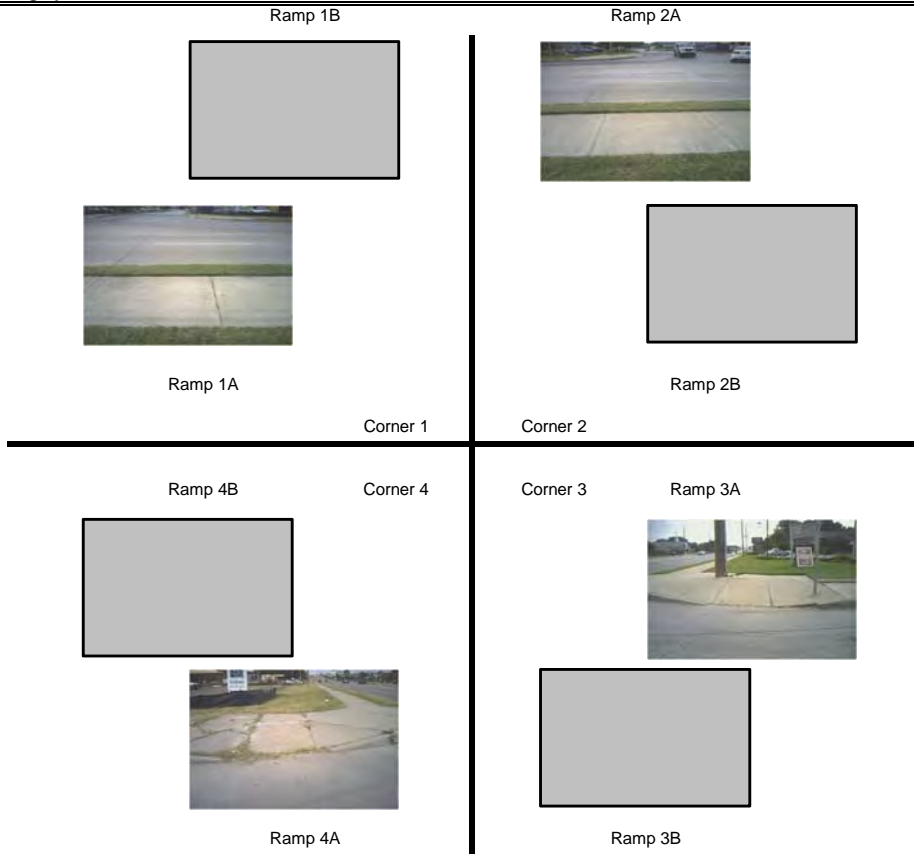 Ramp 1B Ramp 2A
Ramp 1A Ramp 2B
Corner 1 Corner 2
Ramp 4B Corner 4 Corner 3 Ramp 3A
Ramp 4A Ramp 3B